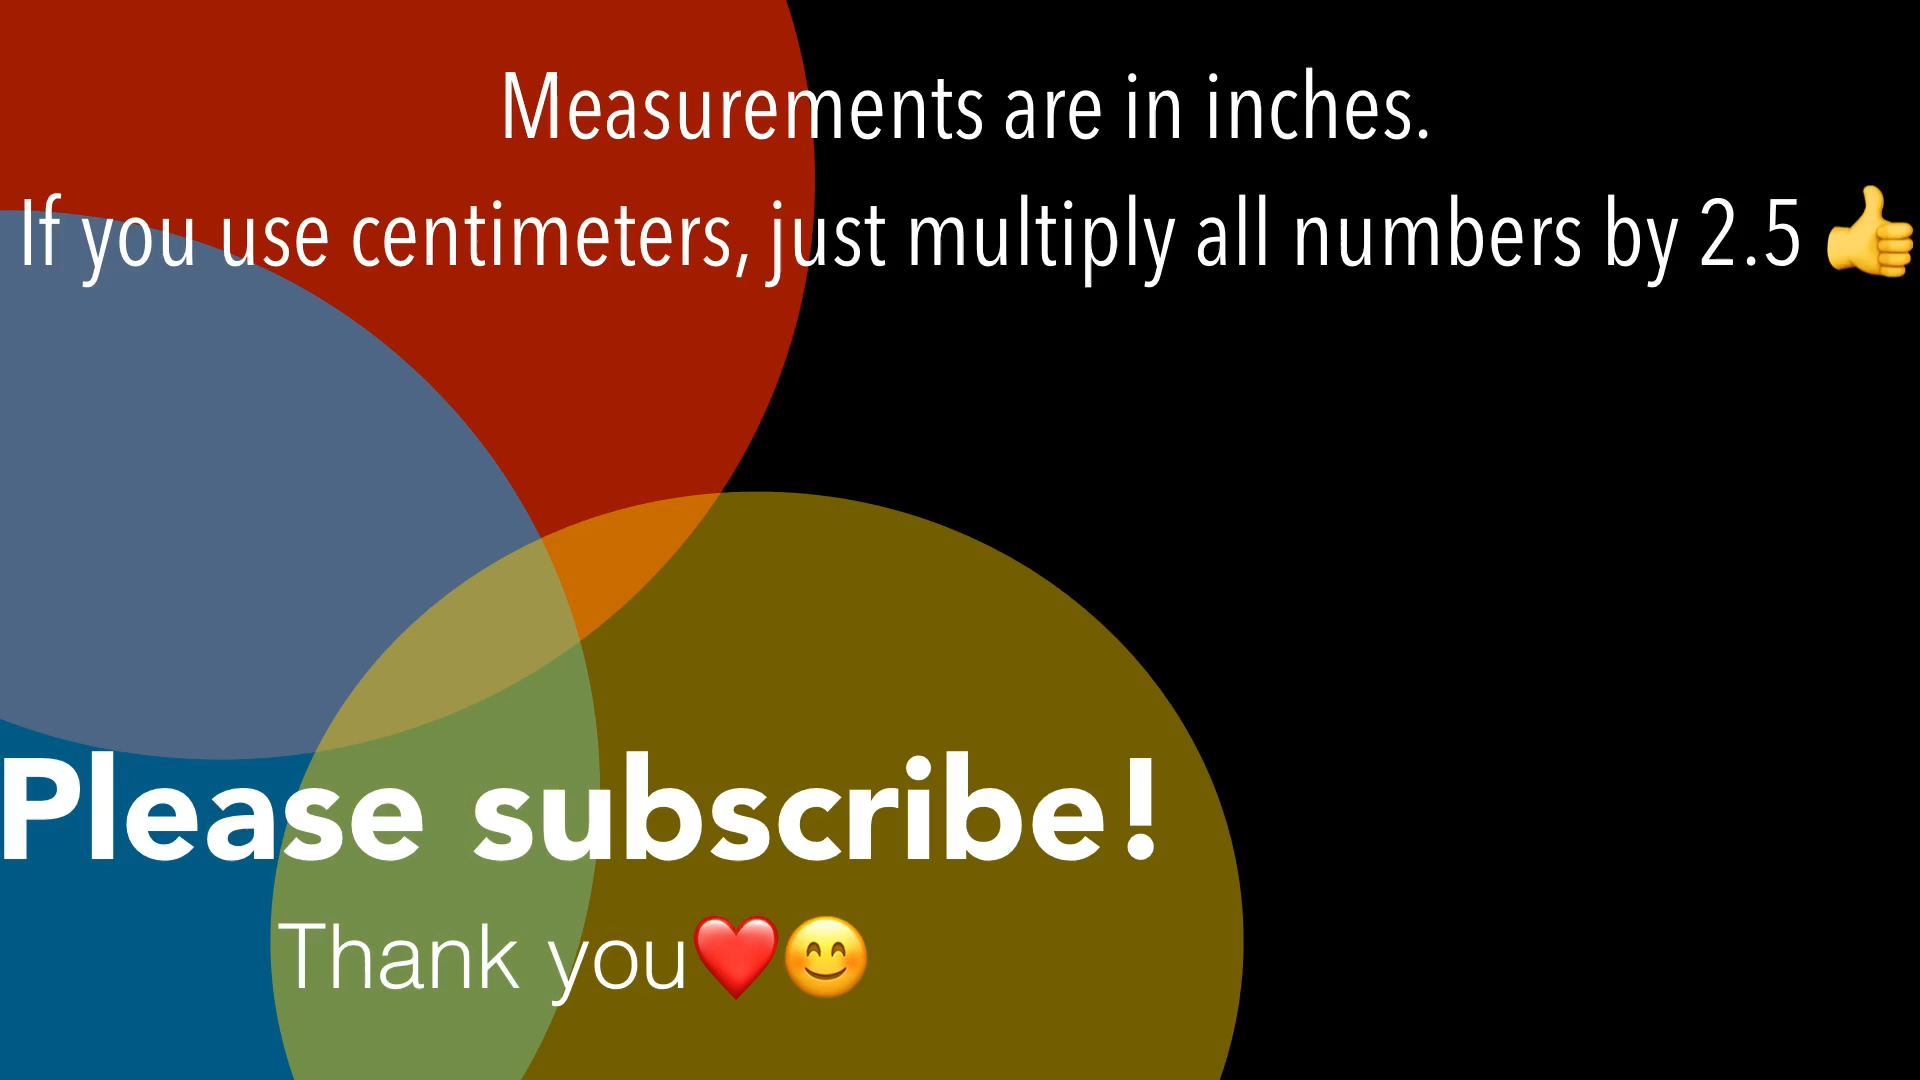 Measurements are in inches.
If you use centimeters, just multiply all numbers by 2.5 👍
Please subscribe!
Thank you❤️😊